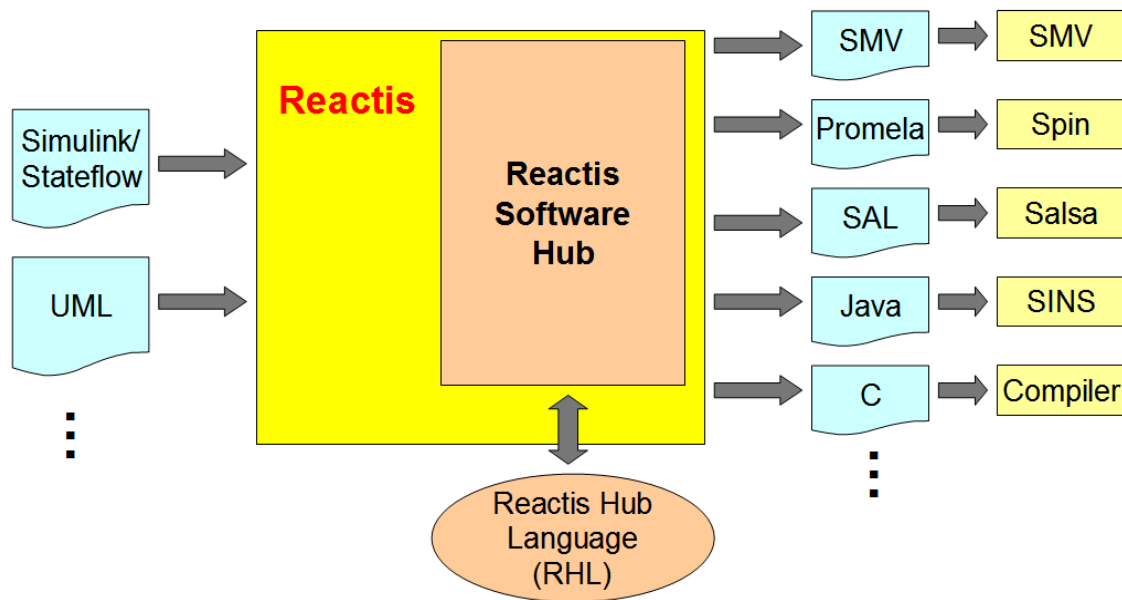 Simulink/
Stateflow
UML
Reactis
Reactis
Software
Hub
Reactis Hub
Language
(RHL)
SMV
SMV
Promela
Spin
SAL
Salsa
Java
SINS
C
Compiler